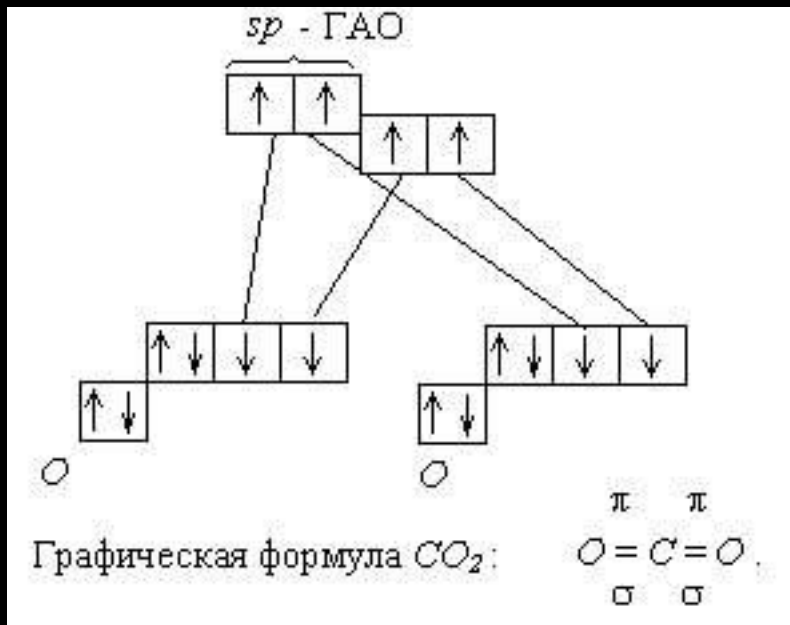 sp - ГАО
O
O
π π
Графическая формула CO₂: O = C = O.
σ σ